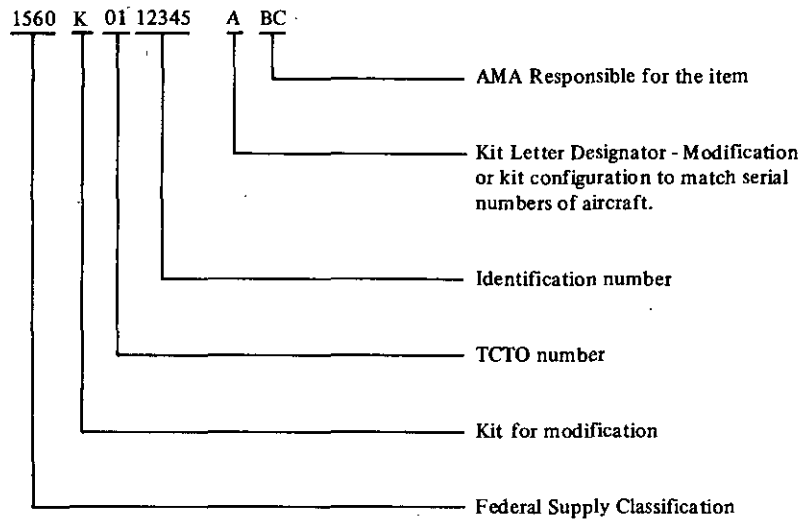 1560 K 01 12345 A BC
AMA Responsible for the item
Kit Letter Designator - Modification
or kit configuration to match serial
numbers of aircraft.
Identification number
TCTO number
Kit for modification
Federal Supply Classification